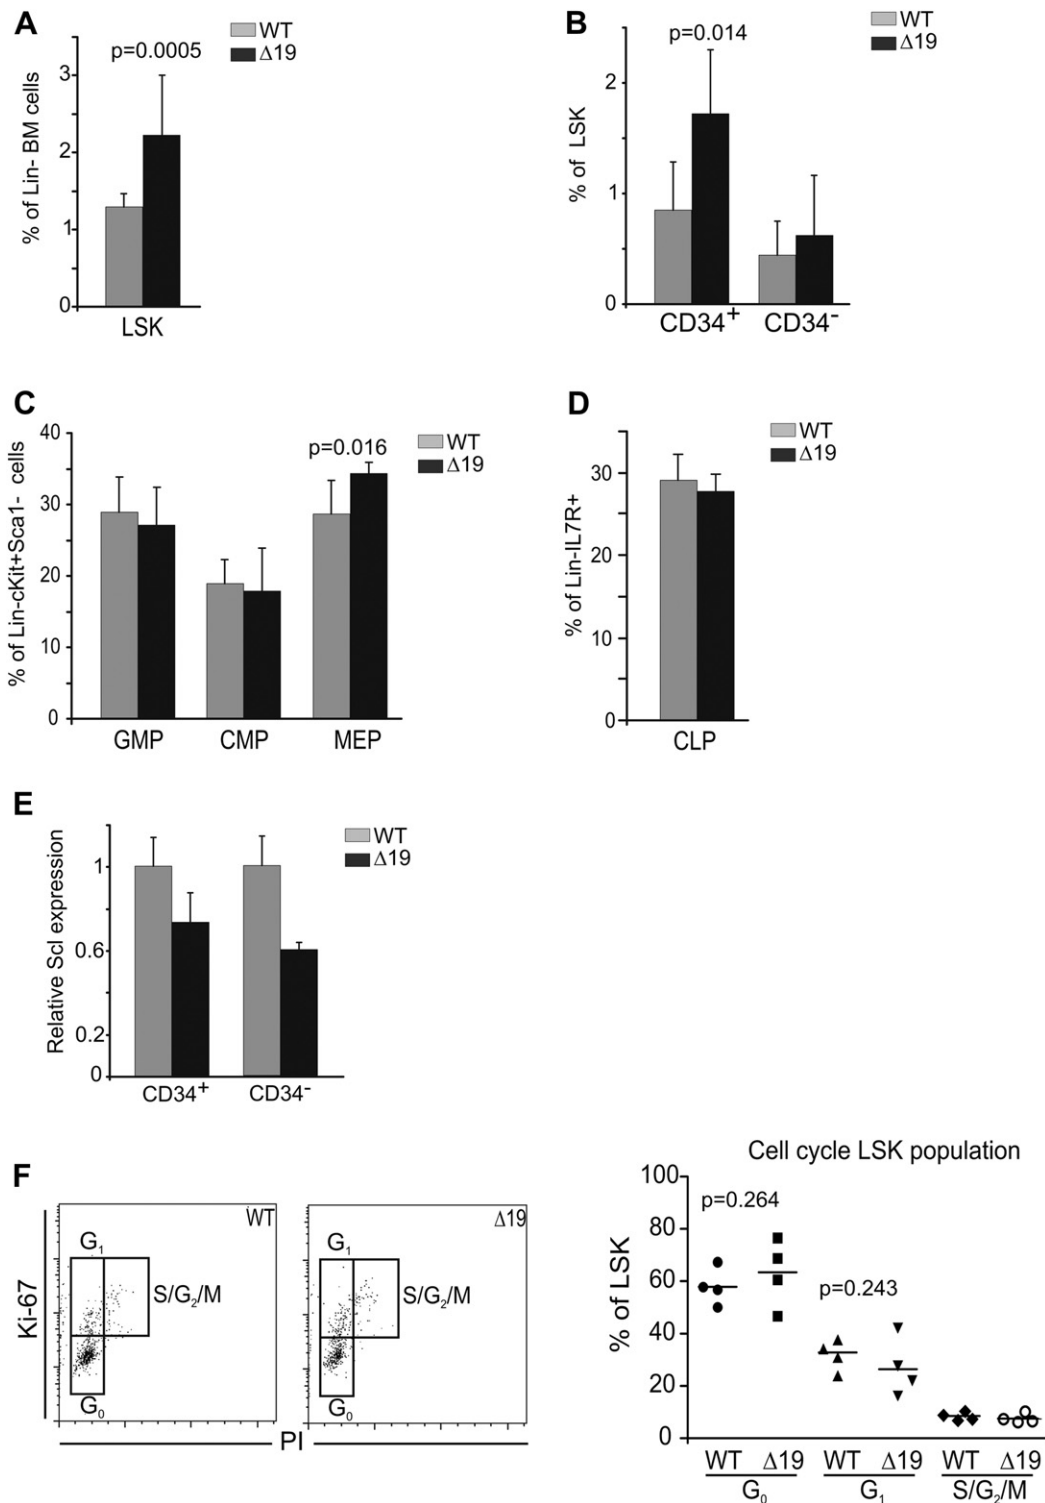 A
WT
Δ19
p=0.0005
3
2
1
0
% of Lin- BM cells
LSK
B
WT
Δ19
p=0.014
2
1
0
% of LSK
CD34+ CD34-
C
WT
Δ19
p=0.016
40
30
20
10
0
% of Lin-cKit+Sca1- cells
GMP CMP MEP
D
WT
Δ19
30
20
10
0
% of Lin-IL7R+
CLP
E
WT
Δ19
1
0.6
0.2
0
Relative Scl expression
CD34+ CD34-
F
Ki-67
WT
G1
S/G2/M
G0
Δ19
G1
S/G2/M
G0
PI
Cell cycle LSK population
100
80
60
40
20
0
% of LSK
p=0.264
p=0.243
WT Δ19 WT Δ19 WT Δ19
G0 G1 S/G2/M